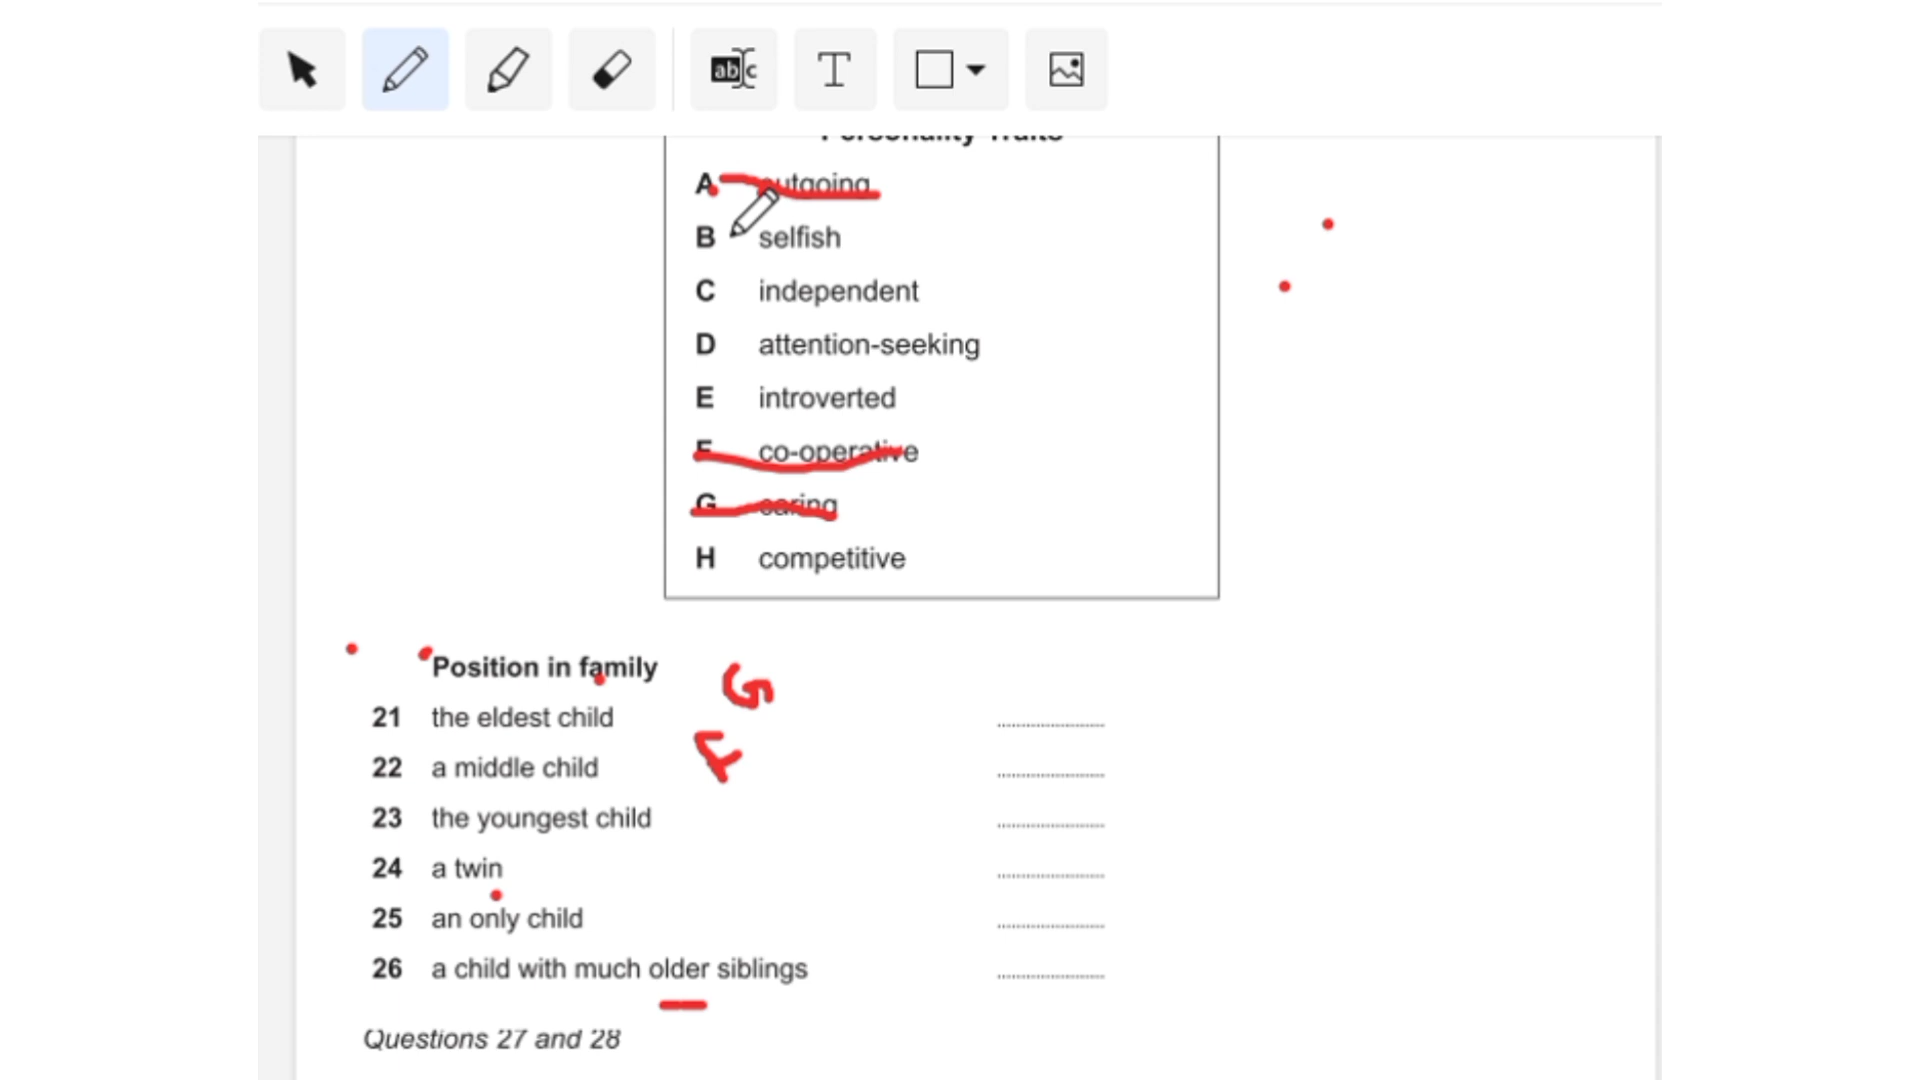 abc T
Personality Traits
A outgoing
B selfish
C independent
D attention-seeking
E introverted
F co-operative
G caring
H competitive
Position in family
G
21 the eldest child
F
22 a middle child
23 the youngest child
24 a twin
25 an only child
26 a child with much older siblings
Questions 27 and 28